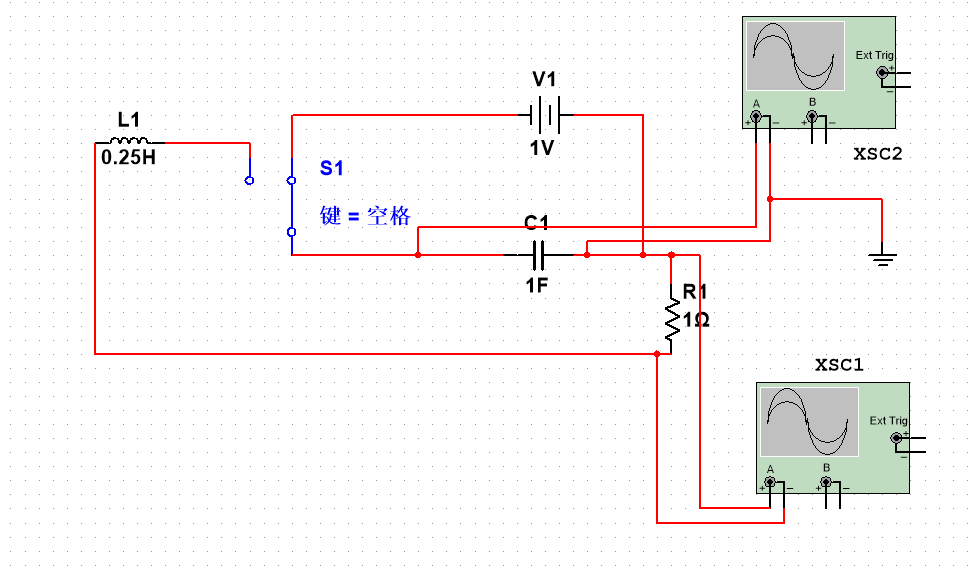 V1
1V
L1
0.25H
S1
键 = 空格
C1
1F
R1
1Ω
Ext Trig
+
−
A
B
+ − + −
XSC2
XSC1
Ext Trig
+
−
A
B
+ − + −